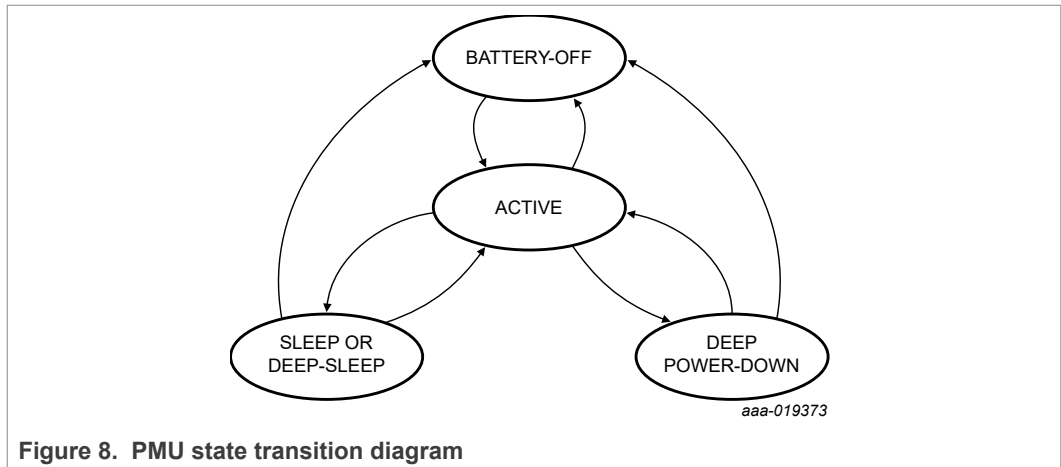 BATTERY-OFF
ACTIVE
SLEEP OR
DEEP-SLEEP
DEEP
POWER-DOWN
aaa-019373
Figure 8. PMU state transition diagram